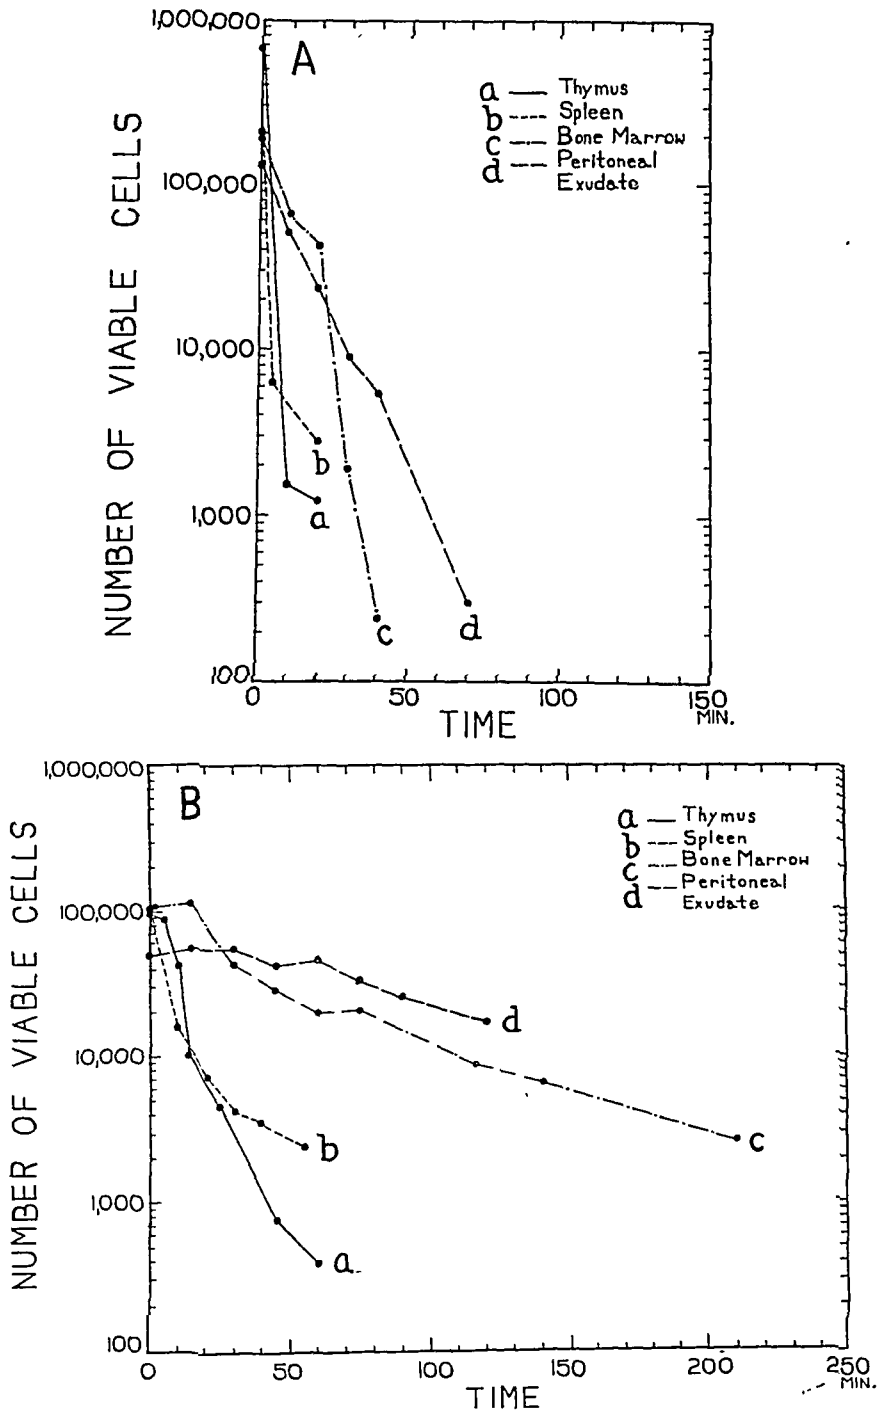 1,000,000
A
a Thymus
b Spleen
c Bone Marrow
d Peritoneal
Exudate
100,000
10,000
1,000
100
NUMBER OF VIABLE CELLS
b
a
c
d
0 50 100 150
TIME MIN.
1,000,000
B
a Thymus
b Spleen
c Bone Marrow
d Peritoneal
Exudate
100,000
10,000
1,000
100
NUMBER OF VIABLE CELLS
d
c
b
a
0 50 100 150 200 250
TIME MIN.